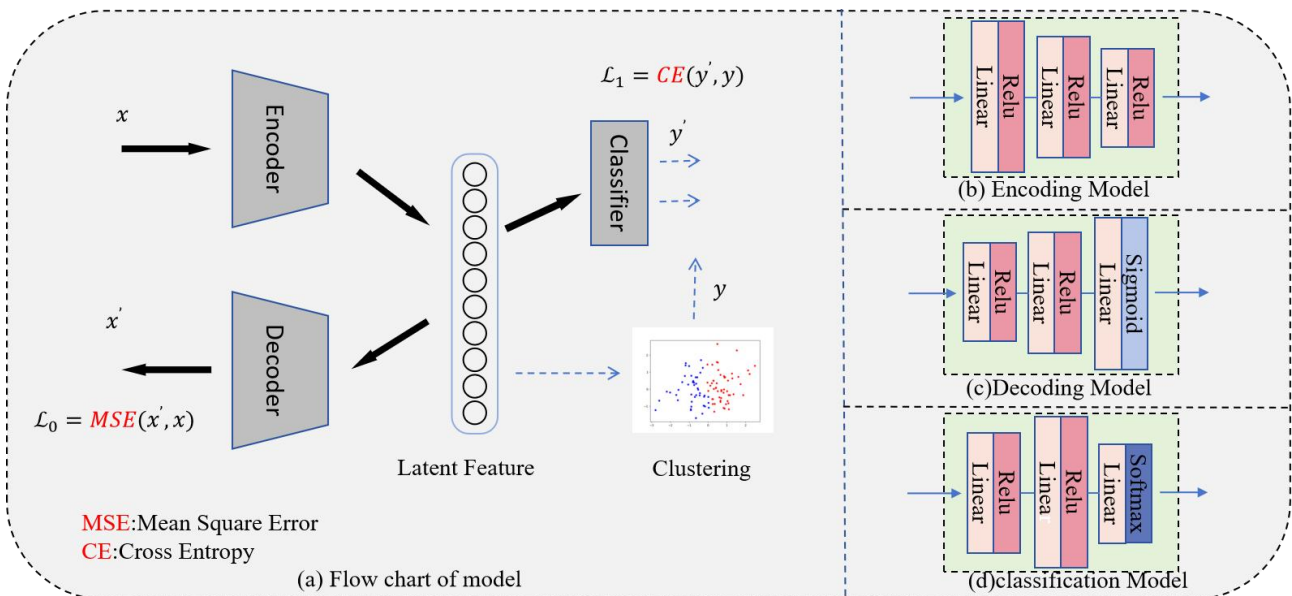 x
Encoder
ℒ₁ = CE(y', y)
y'
Classifier
y
x'
Decoder
ℒ₀ = MSE(x', x)
Latent Feature
Clustering
MSE:Mean Square Error
CE:Cross Entropy
(a) Flow chart of model
Linear
Relu
Linear
Relu
Linear
Relu
(b) Encoding Model
Linear
Relu
Linear
Relu
Linear
Sigmoid
(c)Decoding Model
Linear
Relu
Linear
Relu
Linear
Softmax
(d)classification Model